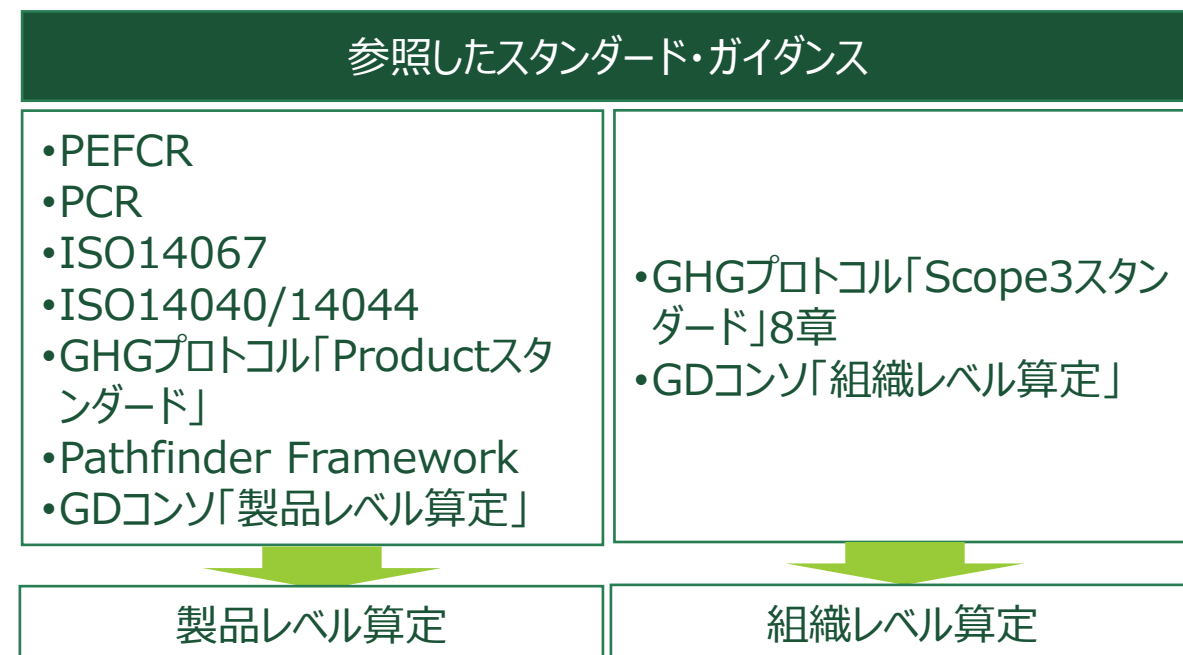 参照したスタンダード・ガイダンス
•PEFCR
•PCR
•ISO14067
•ISO14040/14044
•GHGプロトコル「Productスタ
ンダード」
•Pathfinder Framework
•GDコンソ「製品レベル算定」
•GHGプロトコル「Scope3スタン
ダード」8章
•GDコンソ「組織レベル算定」
製品レベル算定
組織レベル算定